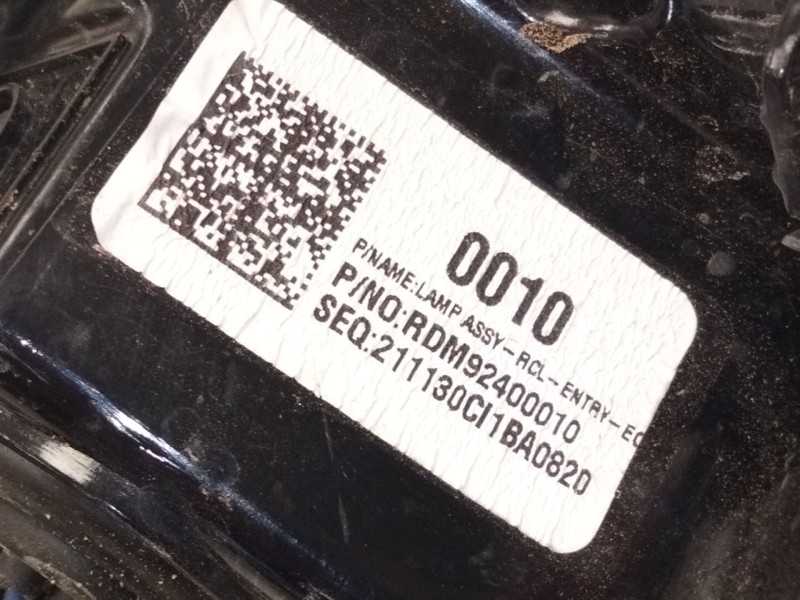 0010
P/NAME:LAMP ASSY-RCL-ENTRY-EC
P/NO:RDM92400010
SEQ:211130CI1BA0820